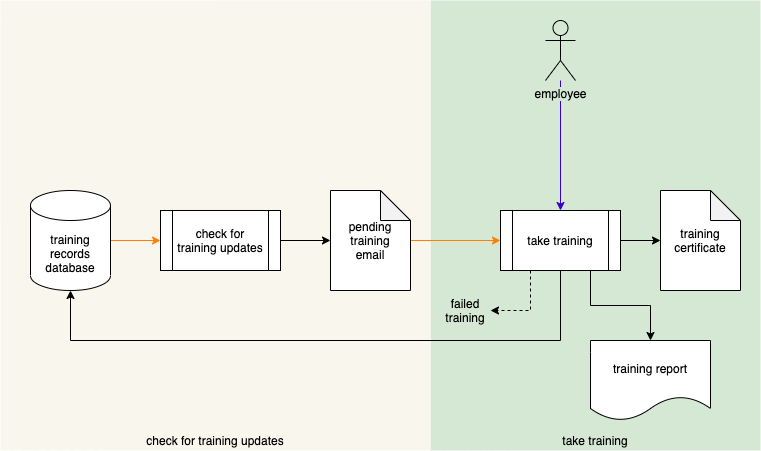 employee
training
records
database
check for
training updates
pending
training
email
take training
training
certificate
failed
training
training report
check for training updates
take training